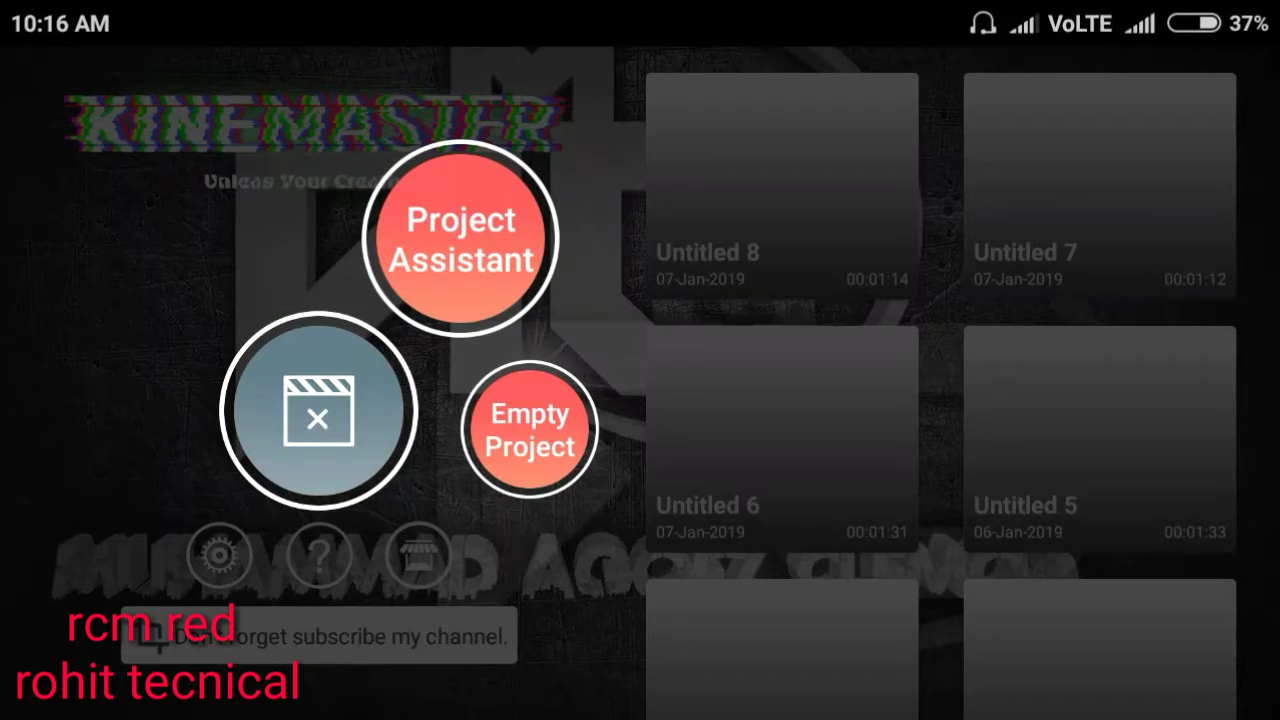 10:16 AM
VoLTE
37%
KINEMASTER
Project
Assistant
Empty
Project
Untitled 8
07-Jan-2019 00:01:14
Untitled 7
07-Jan-2019 00:01:12
Untitled 6
07-Jan-2019 00:01:31
Untitled 5
06-Jan-2019 00:01:33
?
forget subscribe my channel.
rcm red
rohit tecnical